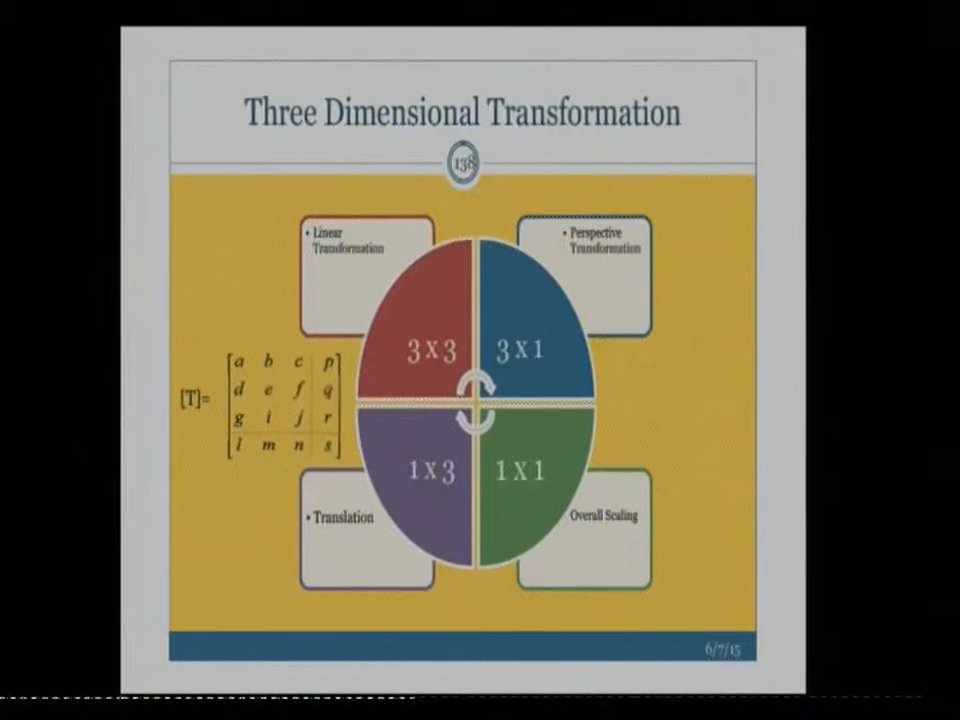 Three Dimensional Transformation
138
• Linear
Transformation
• Perspective
Transformation
3 x 3
3 x 1
[T]=
a b c p
d e f q
g i j r
l m n s
1 x 3
1 x 1
• Translation
Overall Scaling
6/7/15